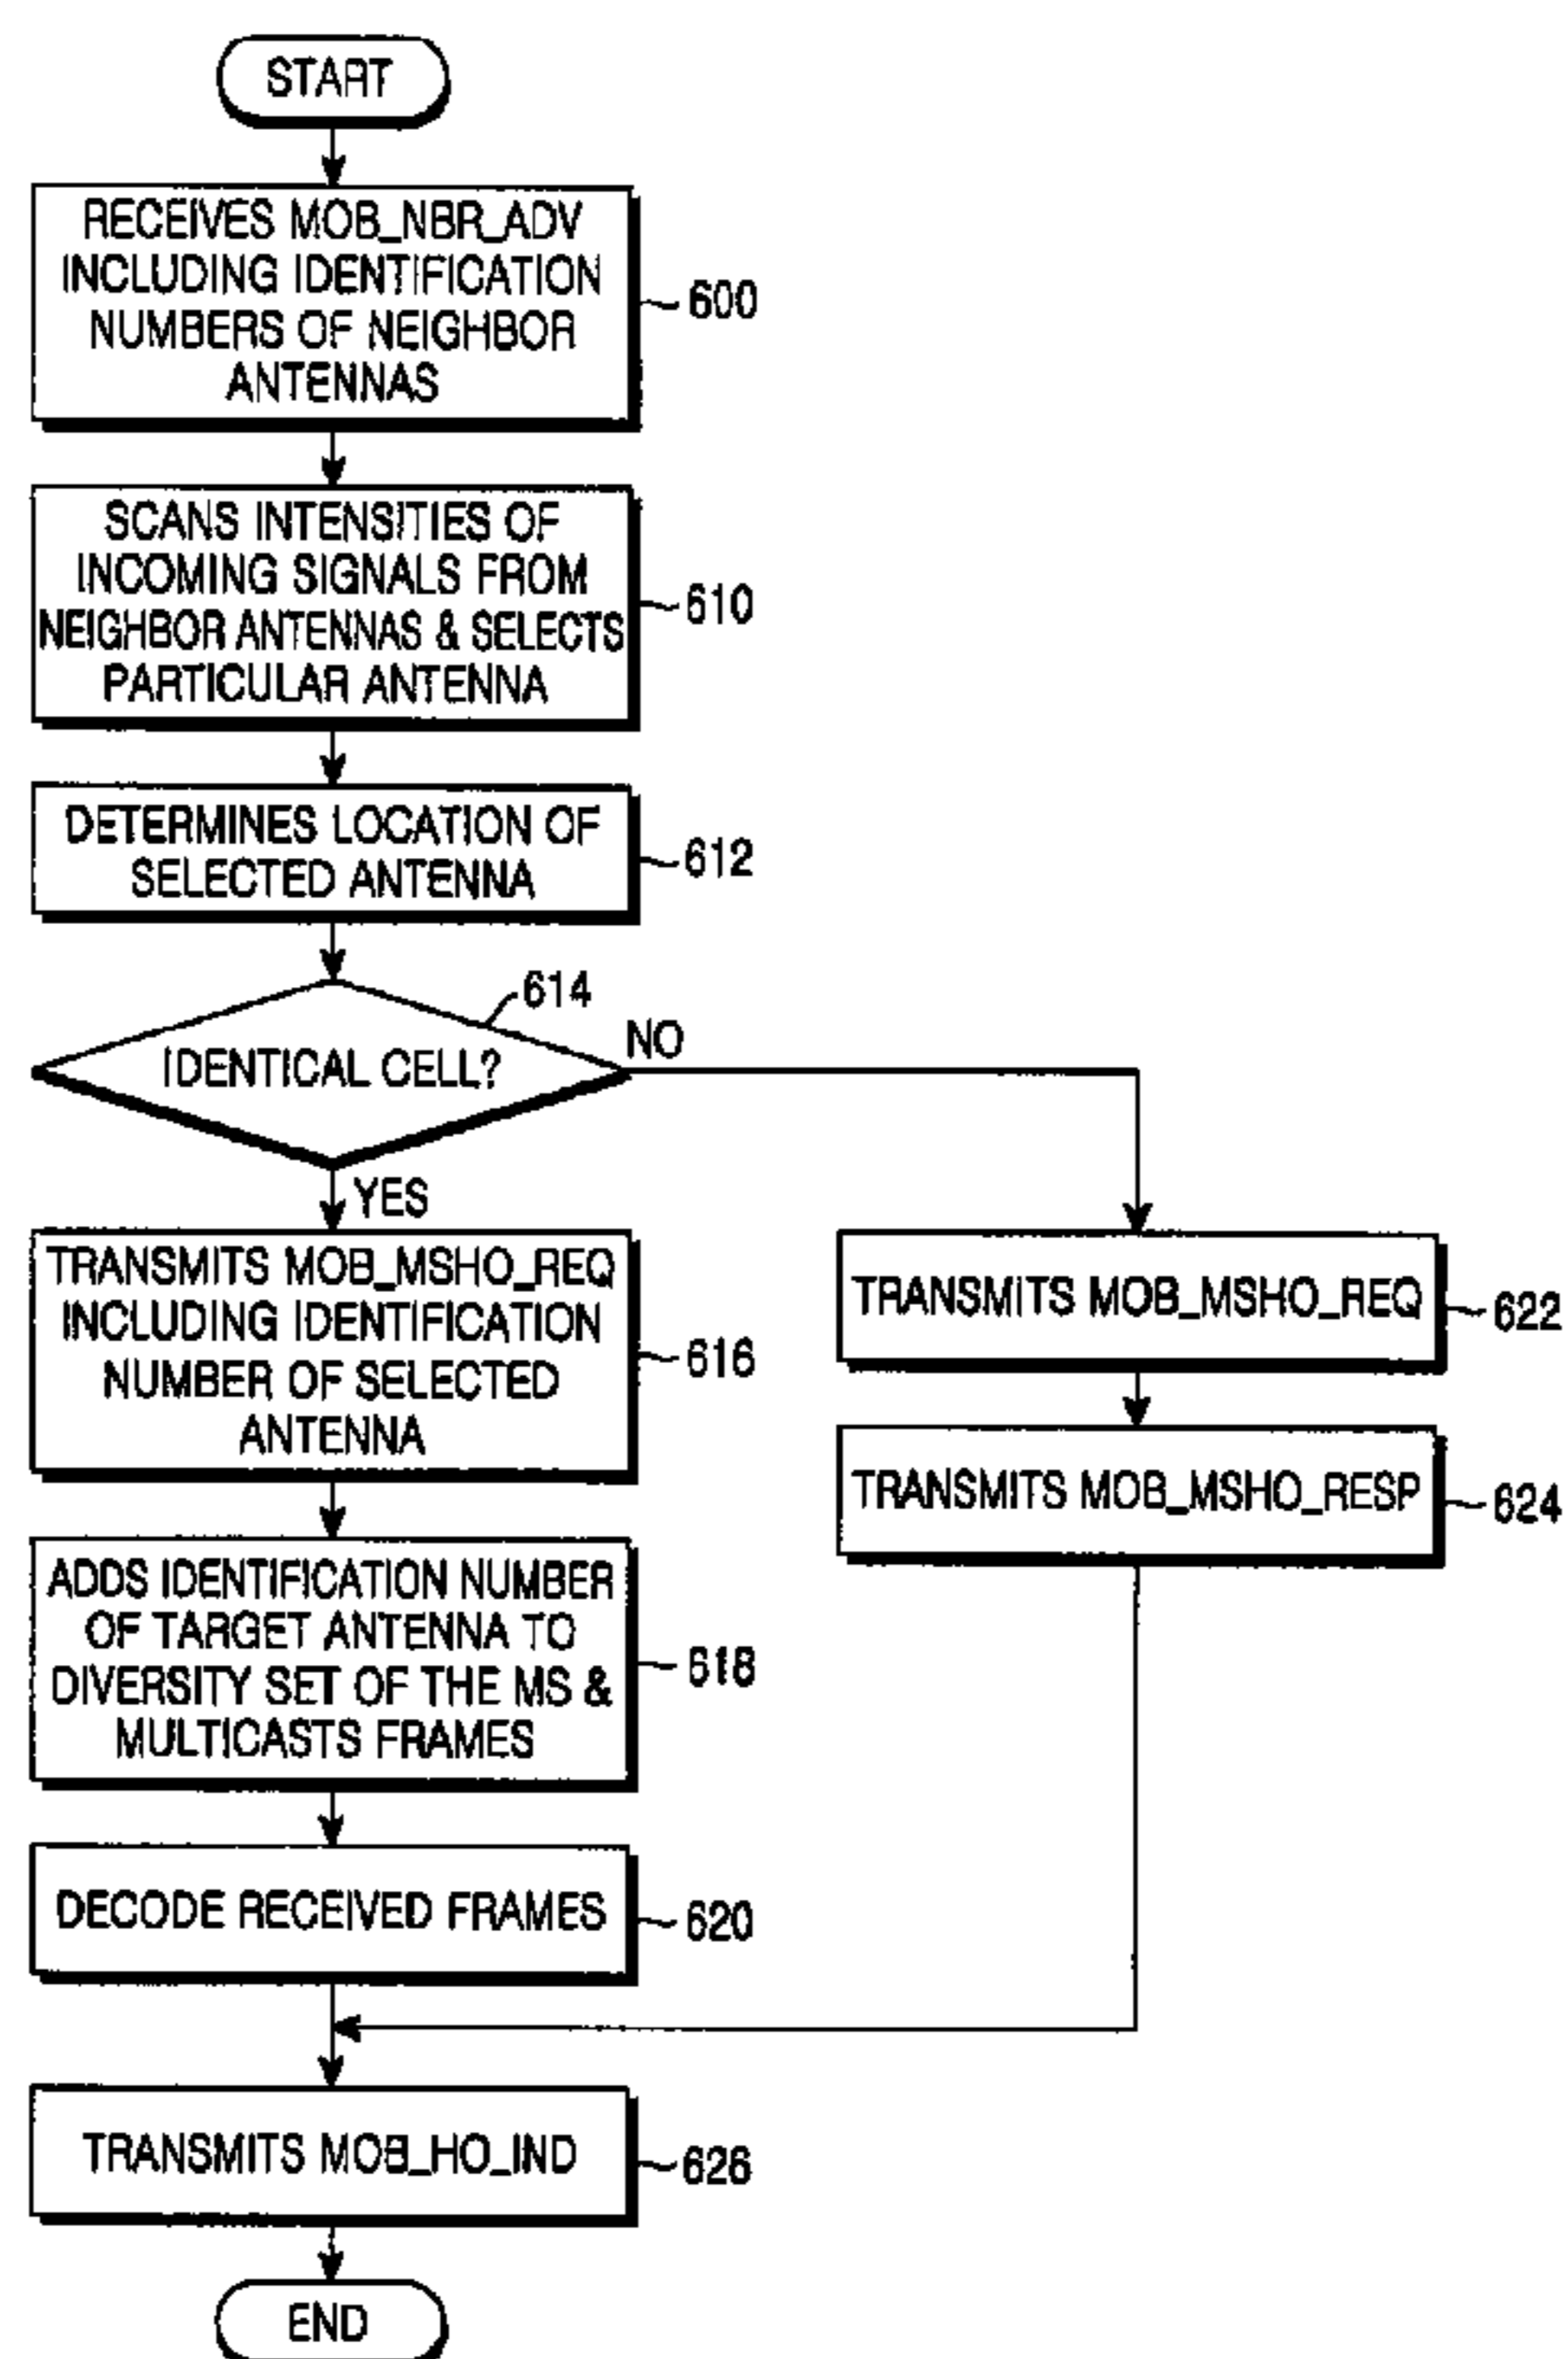 START
RECEIVES MOB_NBR_ADV
INCLUDING IDENTIFICATION
NUMBERS OF NEIGHBOR
ANTENNAS
600
SCANS INTENSITIES OF
INCOMING SIGNALS FROM
NEIGHBOR ANTENNAS & SELECTS
PARTICULAR ANTENNA
610
DETERMINES LOCATION OF
SELECTED ANTENNA
612
614
IDENTICAL CELL?
NO
YES
TRANSMITS MOB_MSHO_REQ
INCLUDING IDENTIFICATION
NUMBER OF SELECTED
ANTENNA
616
TRANSMITS MOB_MSHO_REQ
622
TRANSMITS MOB_MSHO_RESP
624
ADDS IDENTIFICATION NUMBER
OF TARGET ANTENNA TO
DIVERSITY SET OF THE MS &
MULTICASTS FRAMES
618
DECODE RECEIVED FRAMES
620
TRANSMITS MOB_HO_IND
626
END